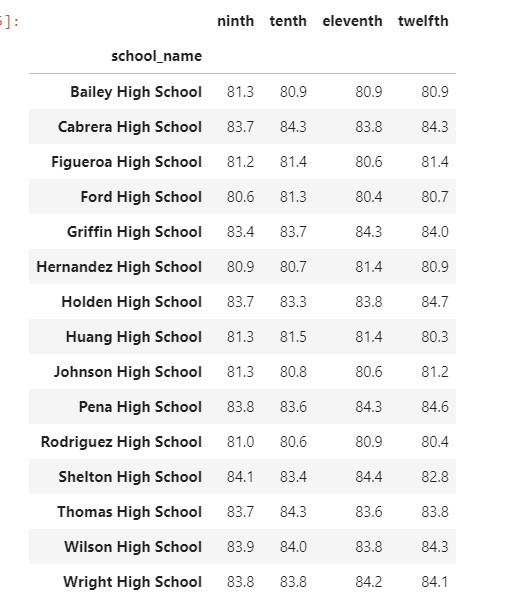 5]:
ninth tenth eleventh twelfth
school_name
Bailey High School 81.3 80.9 80.9 80.9
Cabrera High School 83.7 84.3 83.8 84.3
Figueroa High School 81.2 81.4 80.6 81.4
Ford High School 80.6 81.3 80.4 80.7
Griffin High School 83.4 83.7 84.3 84.0
Hernandez High School 80.9 80.7 81.4 80.9
Holden High School 83.7 83.3 83.8 84.7
Huang High School 81.3 81.5 81.4 80.3
Johnson High School 81.3 80.8 80.6 81.2
Pena High School 83.8 83.6 84.3 84.6
Rodriguez High School 81.0 80.6 80.9 80.4
Shelton High School 84.1 83.4 84.4 82.8
Thomas High School 83.7 84.3 83.6 83.8
Wilson High School 83.9 84.0 83.8 84.3
Wright High School 83.8 83.8 84.2 84.1